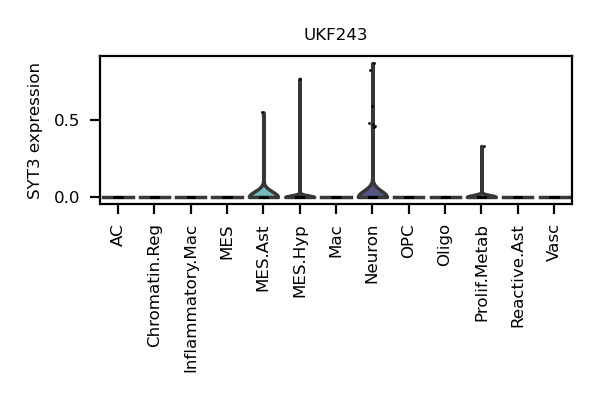 UKF243
SYT3 expression
0.5
0.0
AC
Chromatin.Reg
Inflammatory.Mac
MES
MES.Ast
MES.Hyp
Mac
Neuron
OPC
Oligo
Prolif.Metab
Reactive.Ast
Vasc